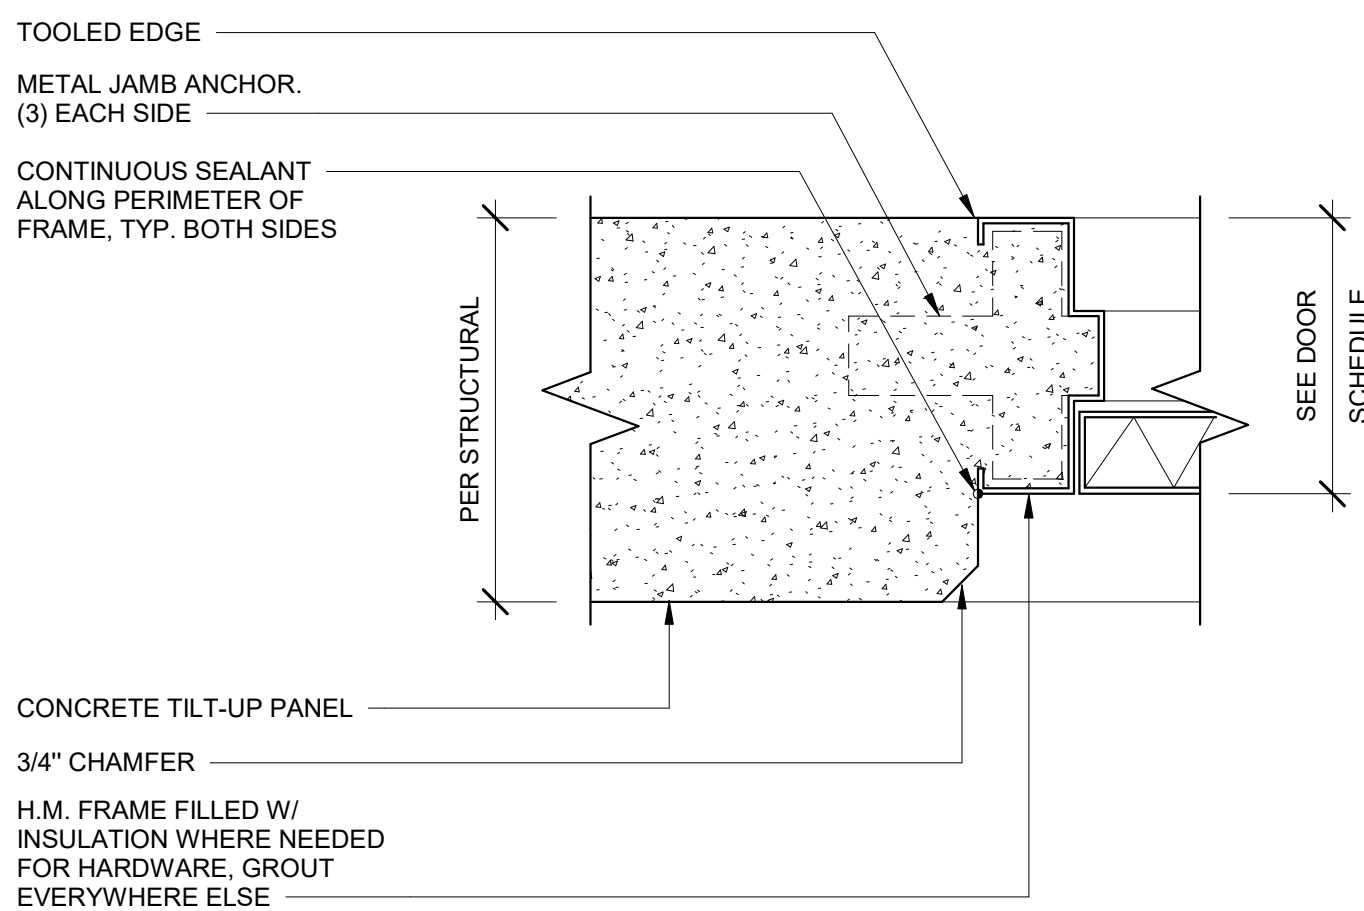 TOOLED EDGE
METAL JAMB ANCHOR.
(3) EACH SIDE
CONTINUOUS SEALANT
ALONG PERIMETER OF
FRAME, TYP. BOTH SIDES
PER STRUCTURAL
SEE DOOR
SCHEDULE
CONCRETE TILT-UP PANEL
3/4" CHAMFER
H.M. FRAME FILLED W/
INSULATION WHERE NEEDED
FOR HARDWARE, GROUT
EVERYWHERE ELSE